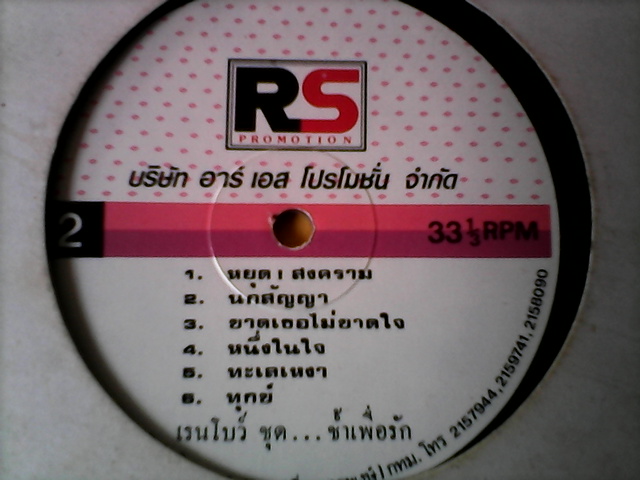 RS
PROMOTION
บริษัท อาร์ เอส โปรโมชั่น จำกัด
2
33 1/3 RPM
1. หยุด ! สงคราม
2. นกสัญญา
3. ขาดเธอไม่ขาดใจ
4. หนึ่งในใจ
5. ทะเลเหงา
6. ทุกข์
เรนโบว์ ชุด...ช้ำเพื่อรัก
กทม. โทร 2157944, 2159741, 2158090